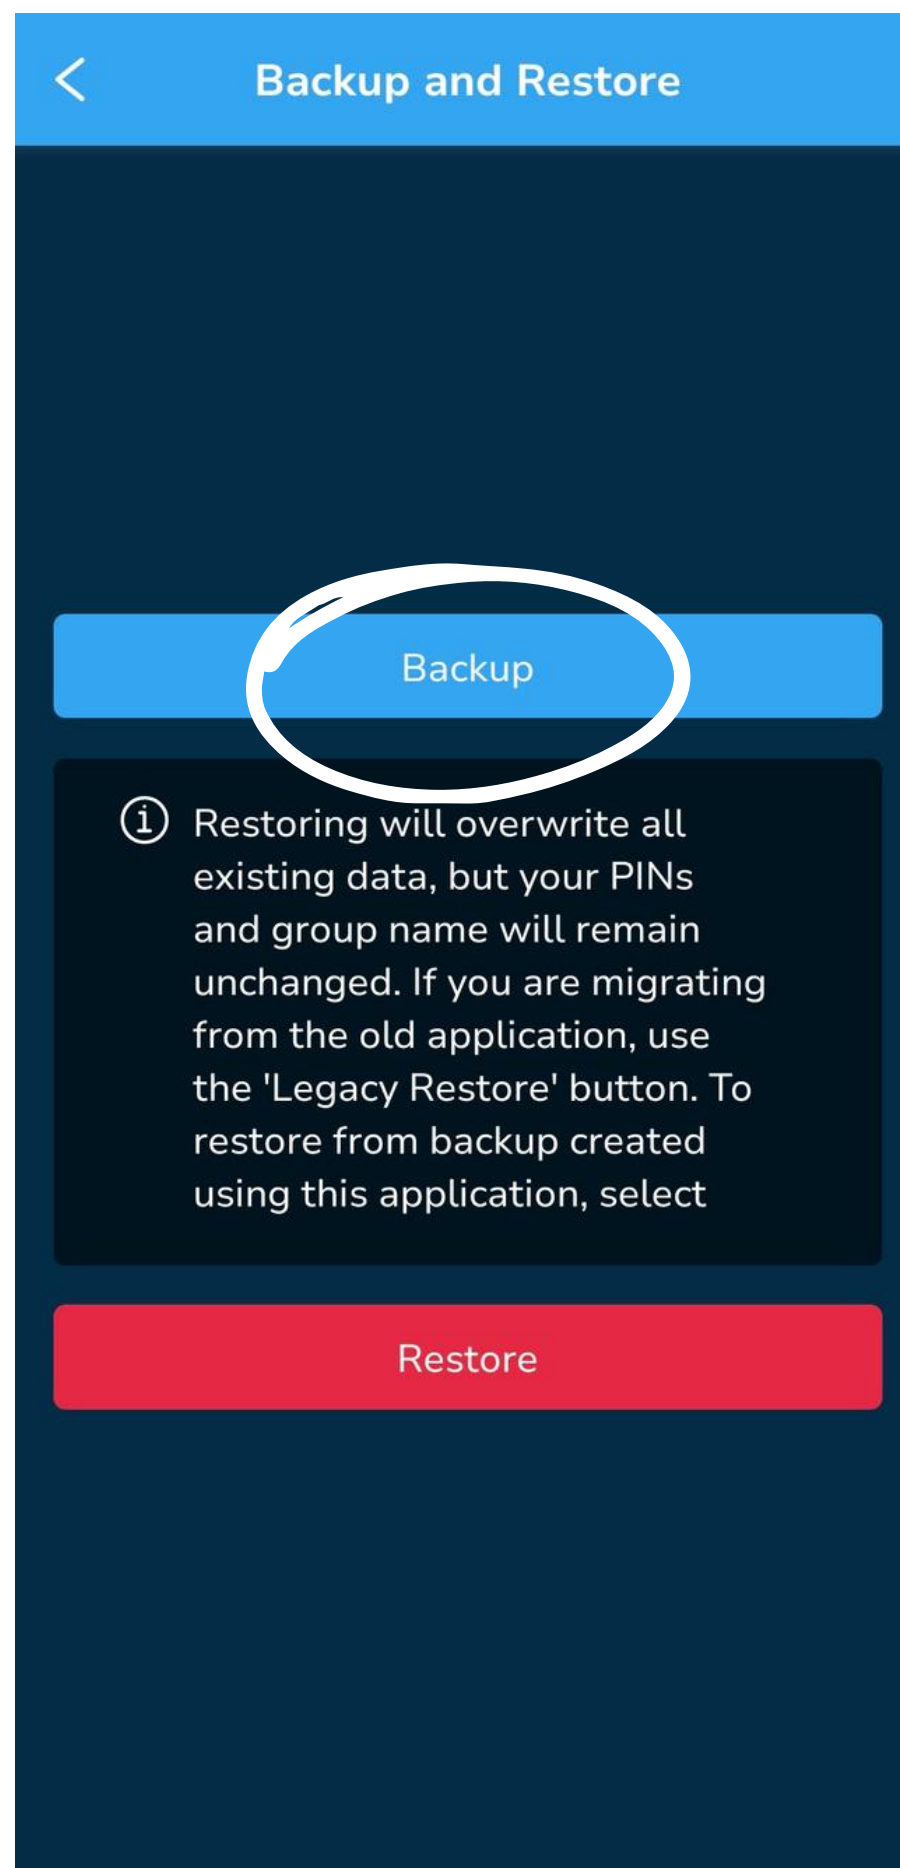 Backup and Restore
Backup
Restoring will overwrite all
existing data, but your PINs
and group name will remain
unchanged. If you are migrating
from the old application, use
the 'Legacy Restore' button. To
restore from backup created
using this application, select
Restore